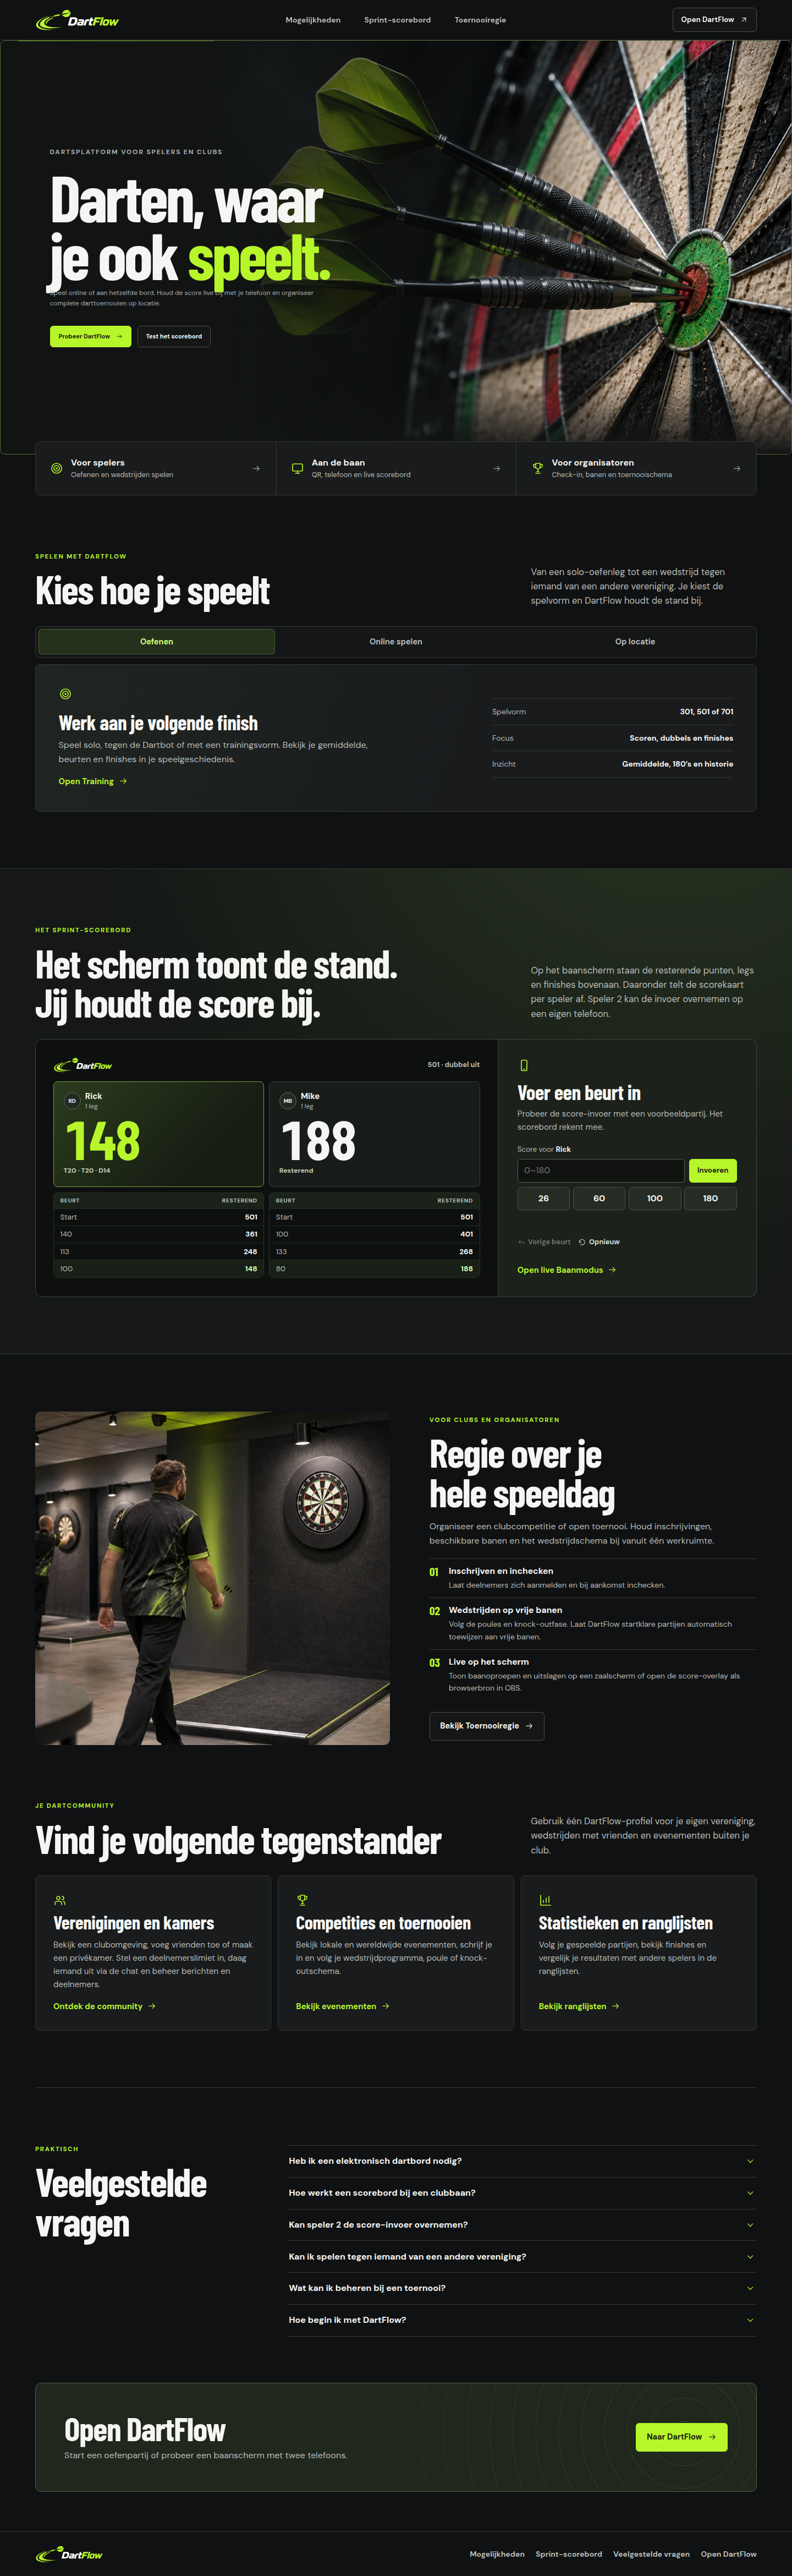 DartFlow
Mogelijkheden
Sprint-scorebord
Toernooiregie
Open DartFlow
DARTSPLATFORM VOOR SPELERS EN CLUBS
Darten, waar
je ook speelt.
Speel online of aan hetzelfde bord. Houd de score live bij met je telefoon en organiseer
complete darttoernooien op locatie.
Probeer DartFlow
Test het scorebord
Voor spelers
Oefenen en wedstrijden spelen
Aan de baan
QR, telefoon en live scorebord
Voor organisatoren
Check-in, banen en toernooischema
SPELEN MET DARTFLOW
Kies hoe je speelt
Van een solo-oefenleg tot een wedstrijd tegen
iemand van een andere vereniging. Je kiest de
spelvorm en DartFlow houdt de stand bij.
Oefenen
Online spelen
Op locatie
Werk aan je volgende finish
Speel solo, tegen de Dartbot of met een trainingsvorm. Bekijk je gemiddelde,
beurten en finishes in je speelgeschiedenis.
Open Training
Spelvorm 301, 501 of 701
Focus Scoren, dubbels en finishes
Inzicht Gemiddelde, 180's en historie
HET SPRINT-SCOREBORD
Het scherm toont de stand.
Jij houdt de score bij.
Op het baanscherm staan de resterende punten, legs
en finishes bovenaan. Daaronder telt de scorekaart
per speler af. Speler 2 kan de invoer overnemen op
een eigen telefoon.
DartFlow
501 · dubbel uit
RD Rick
1 leg
148
T20 · T20 · D14
MB Mike
1 leg
188
Resterend
BEURT RESTEREND
Start 501
140 361
113 248
100 148
BEURT RESTEREND
Start 501
100 401
133 268
80 188
Voer een beurt in
Probeer de score-invoer met een voorbeeldpartij. Het
scorebord rekent mee.
Score voor Rick
0–180
Invoeren
26 60 100 180
Vorige beurt
Opnieuw
Open live Baanmodus
VOOR CLUBS EN ORGANISATOREN
Regie over je
hele speeldag
Organiseer een clubcompetitie of open toernooi. Houd inschrijvingen,
beschikbare banen en het wedstrijdschema bij vanuit één werkruimte.
01 Inschrijven en inchecken
Laat deelnemers zich aanmelden en bij aankomst inchecken.
02 Wedstrijden op vrije banen
Volg de poules en knock-outfase. Laat DartFlow startklare partijen automatisch
toewijzen aan vrije banen.
03 Live op het scherm
Toon baanoproepen en uitslagen op een zaalscherm of open de score-overlay als
browserbron in OBS.
Bekijk Toernooiregie
JE DARTCOMMUNITY
Vind je volgende tegenstander
Gebruik één DartFlow-profiel voor je eigen vereniging,
wedstrijden met vrienden en evenementen buiten je
club.
Verenigingen en kamers
Bekijk een clubomgeving, voeg vrienden toe of maak
een privékamer. Stel een deelnemerslimiet in, daag
iemand uit via de chat en beheer berichten en
deelnemers.
Ontdek de community
Competities en toernooien
Bekijk lokale en wereldwijde evenementen, schrijf je
in en volg je wedstrijdprogramma, poule of knock-
outschema.
Bekijk evenementen
Statistieken en ranglijsten
Volg je gespeelde partijen, bekijk finishes en
vergelijk je resultaten met andere spelers in de
ranglijsten.
Bekijk ranglijsten
PRAKTISCH
Veelgestelde
vragen
Heb ik een elektronisch dartbord nodig?
Hoe werkt een scorebord bij een clubbaan?
Kan speler 2 de score-invoer overnemen?
Kan ik spelen tegen iemand van een andere vereniging?
Wat kan ik beheren bij een toernooi?
Hoe begin ik met DartFlow?
Open DartFlow
Start een oefenpartij of probeer een baanscherm met twee telefoons.
Naar DartFlow
DartFlow
Mogelijkheden
Sprint-scorebord
Veelgestelde vragen
Open DartFlow